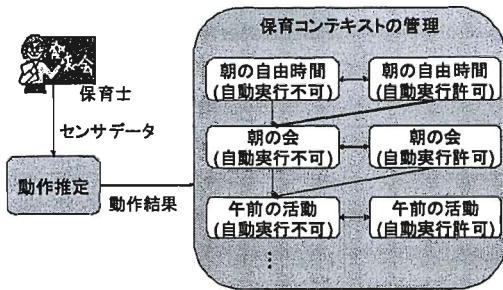 保育コンテキストの管理
保育士
センサデータ
動作推定
動作結果
朝の自由時間
(自動実行不可)
朝の自由時間
(自動実行許可)
朝の会
(自動実行不可)
朝の会
(自動実行許可)
午前の活動
(自動実行不可)
午前の活動
(自動実行許可)
⋮